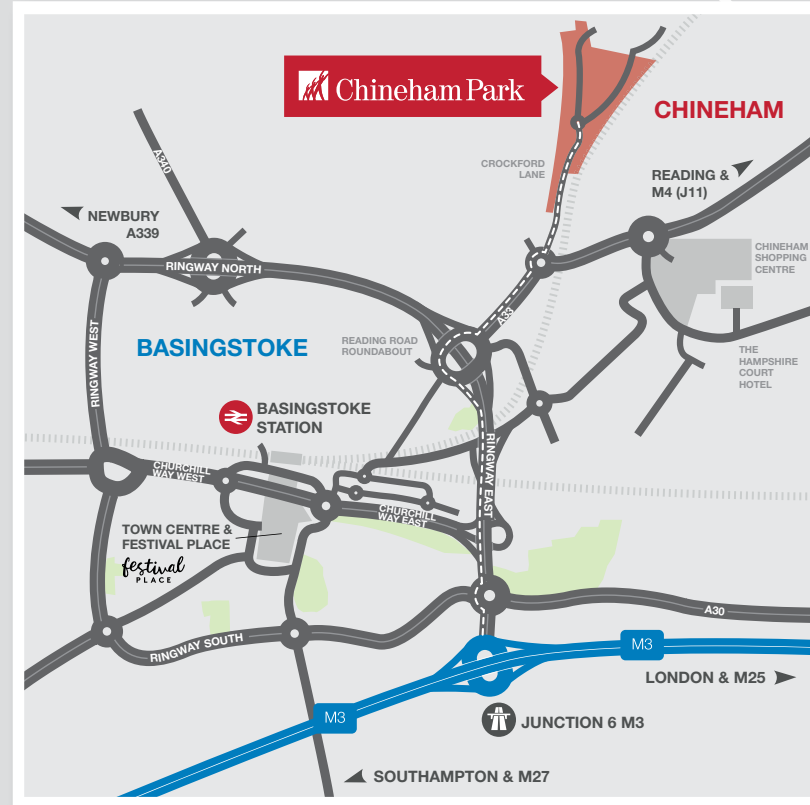 Chineham Park
CHINEHAM
CROCKFORD
LANE
READING &
M4 (J11)
A340
NEWBURY
A339
RINGWAY NORTH
CHINEHAM
SHOPPING
CENTRE
A33
RINGWAY WEST
BASINGSTOKE
READING ROAD
ROUNDABOUT
THE
HAMPSHIRE
COURT
HOTEL
BASINGSTOKE
STATION
RINGWAY EAST
CHURCHILL
WAY WEST
CHURCHILL
WAY EAST
TOWN CENTRE &
FESTIVAL PLACE
festival
PLACE
A30
RINGWAY SOUTH
M3
LONDON & M25
M3
JUNCTION 6 M3
SOUTHAMPTON & M27